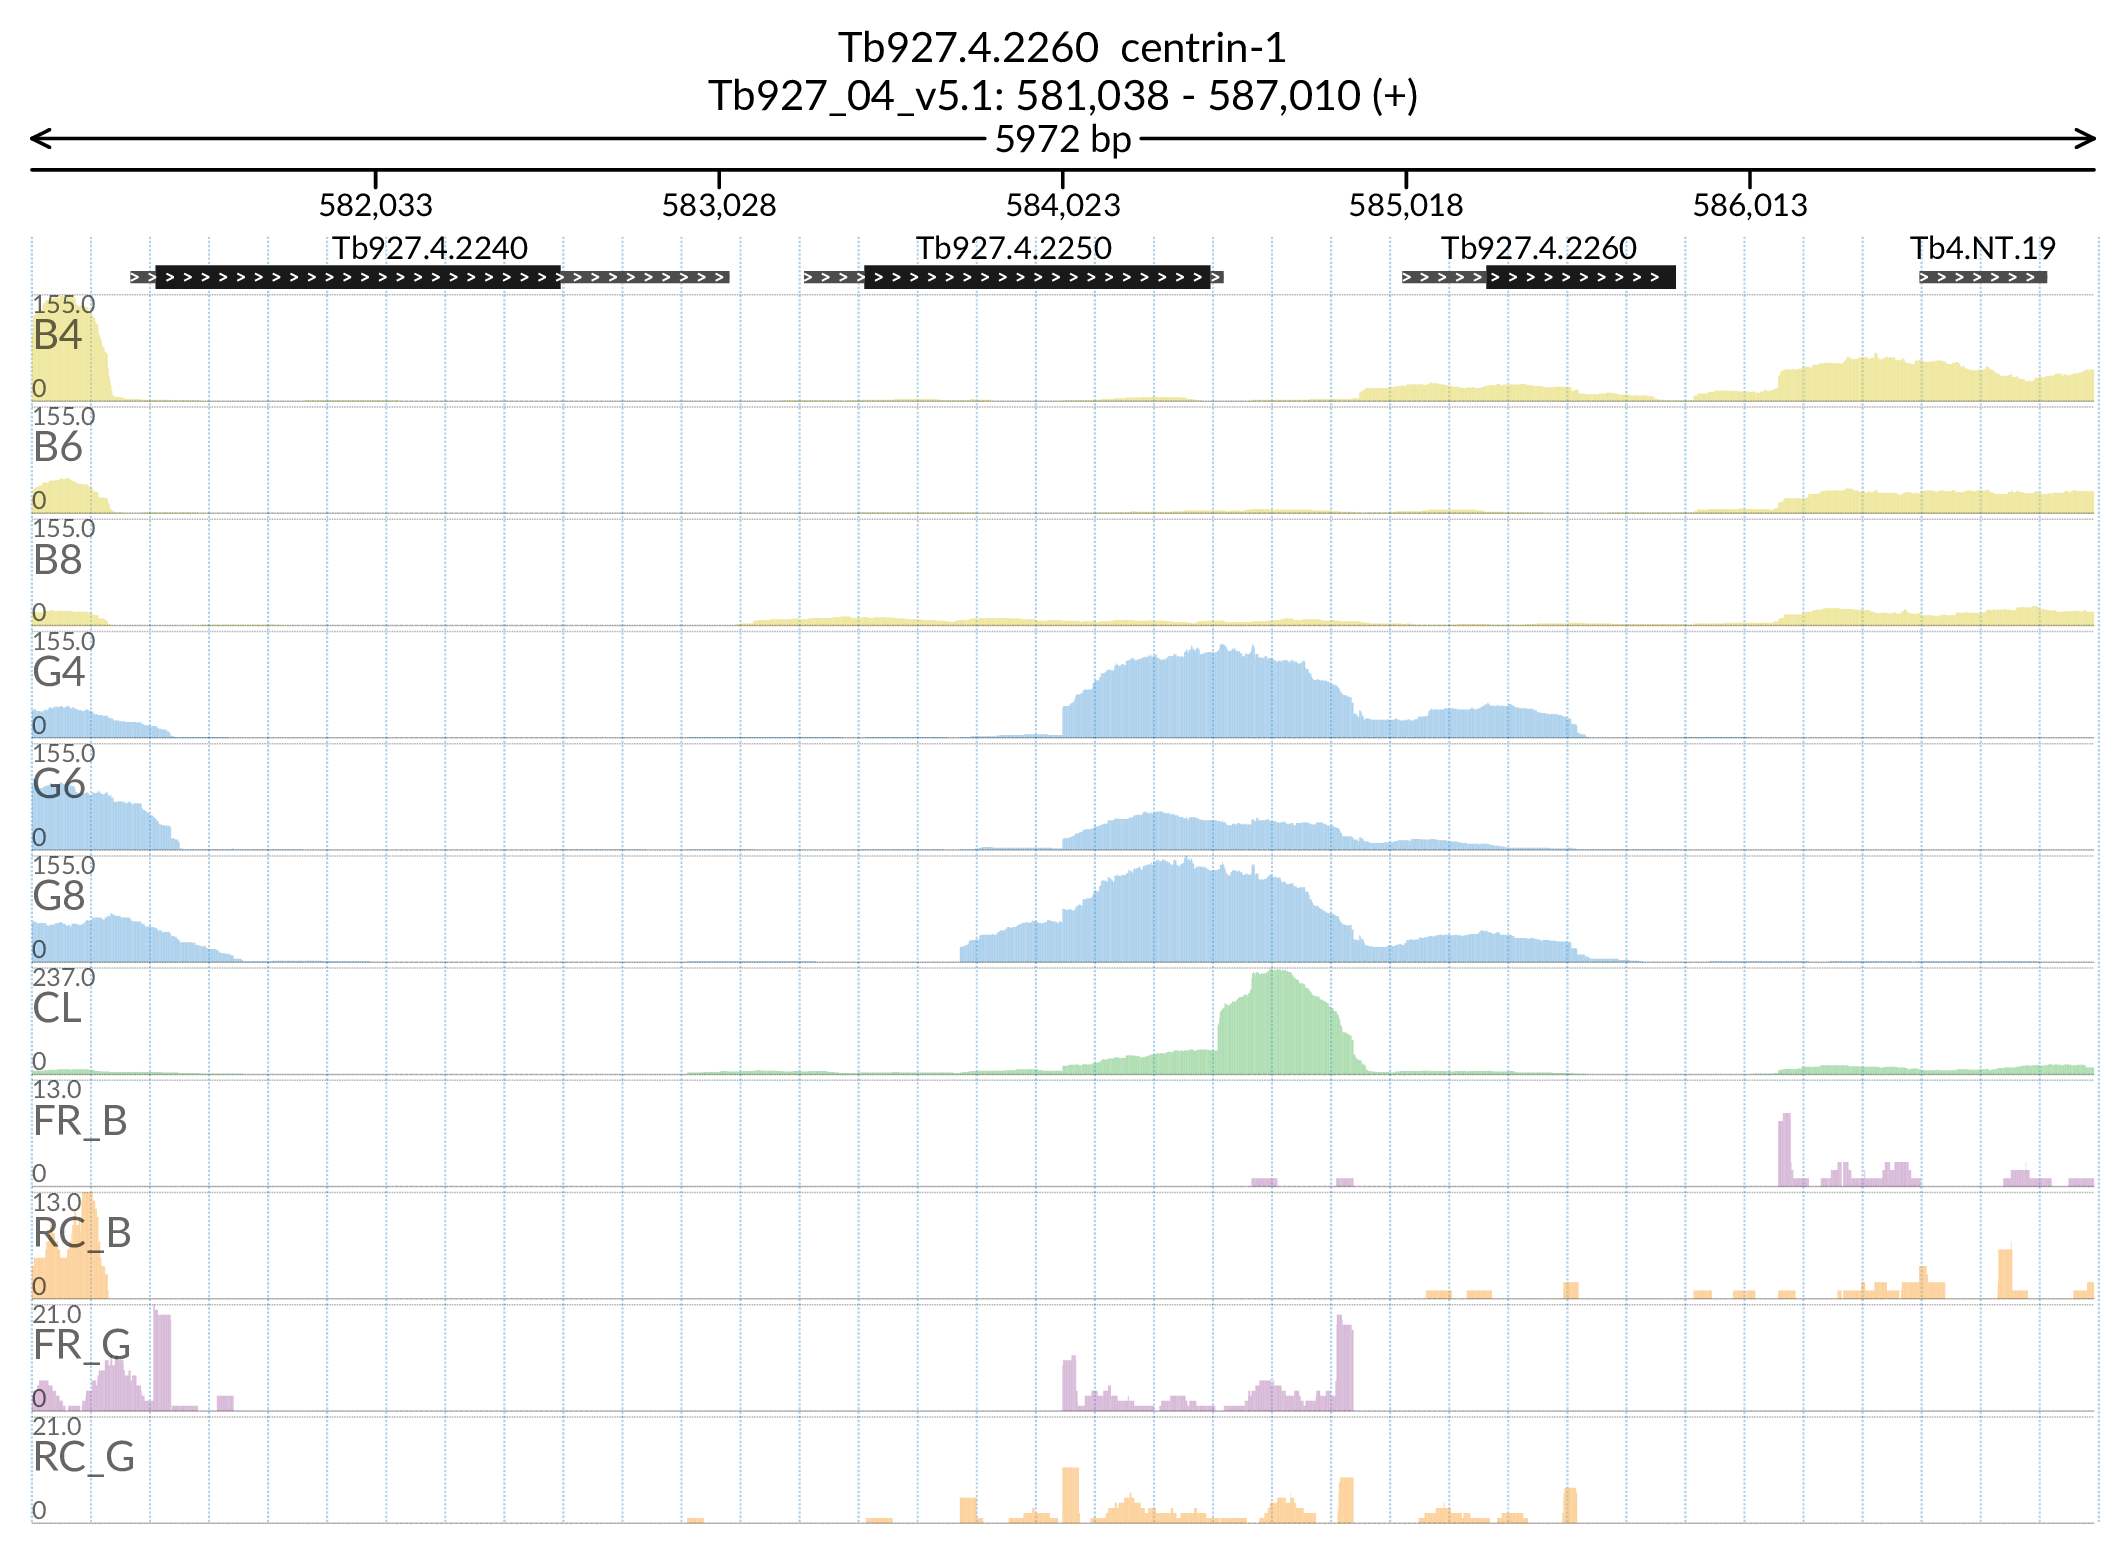 Tb927.4.2260 centrin-1
Tb927_04_v5.1: 581,038 - 587,010 (+)
5972 bp
582,033 583,028 584,023 585,018 586,013
Tb927.4.2240 Tb927.4.2250 Tb927.4.2260 Tb4.NT.19
155.0
B4
0
155.0
B6
0
155.0
B8
0
155.0
G4
0
155.0
G6
0
155.0
G8
0
237.0
CL
0
13.0
FR_B
0
13.0
RC_B
0
21.0
FR_G
0
21.0
RC_G
0